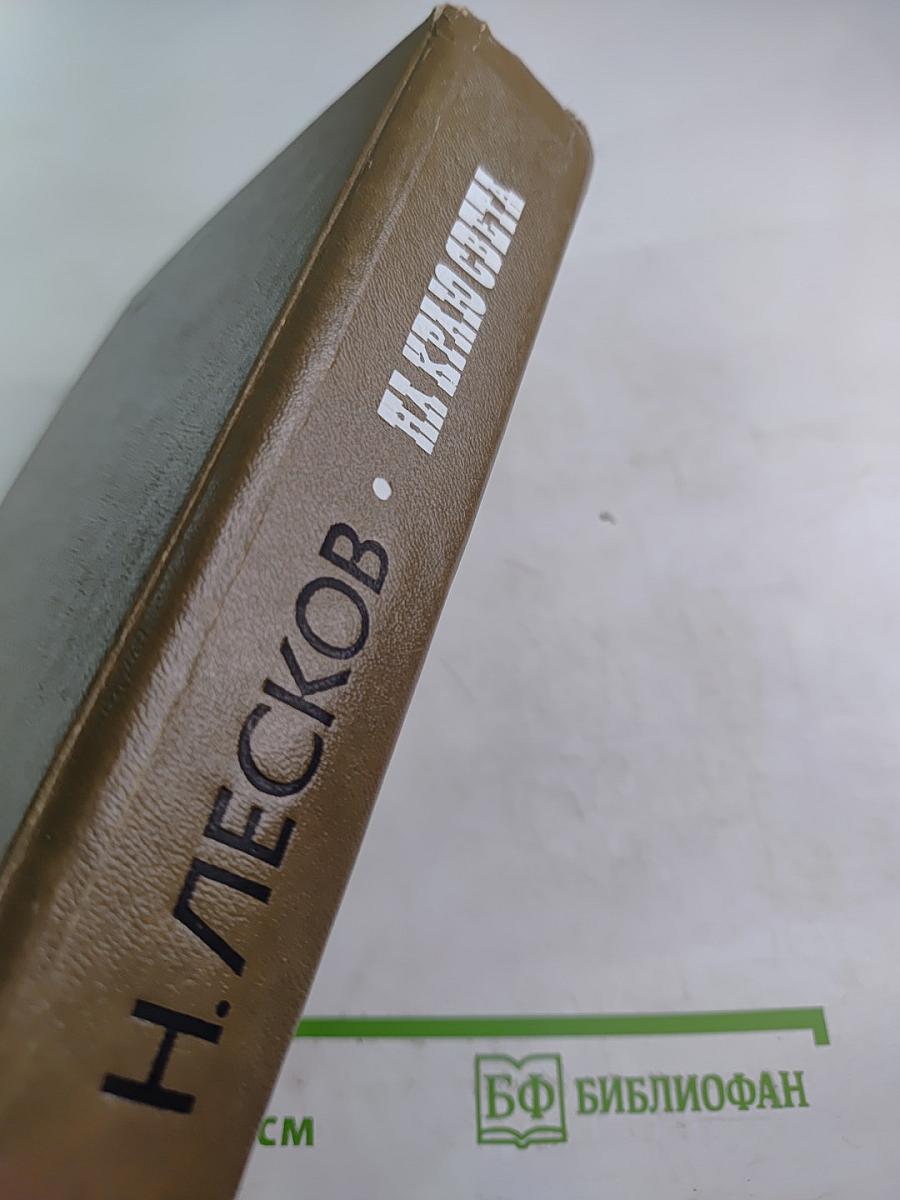 Н. ЛЕСКОВ • НА КРАЮ СВЕТА
СМ
БФ БИБЛИОФАН